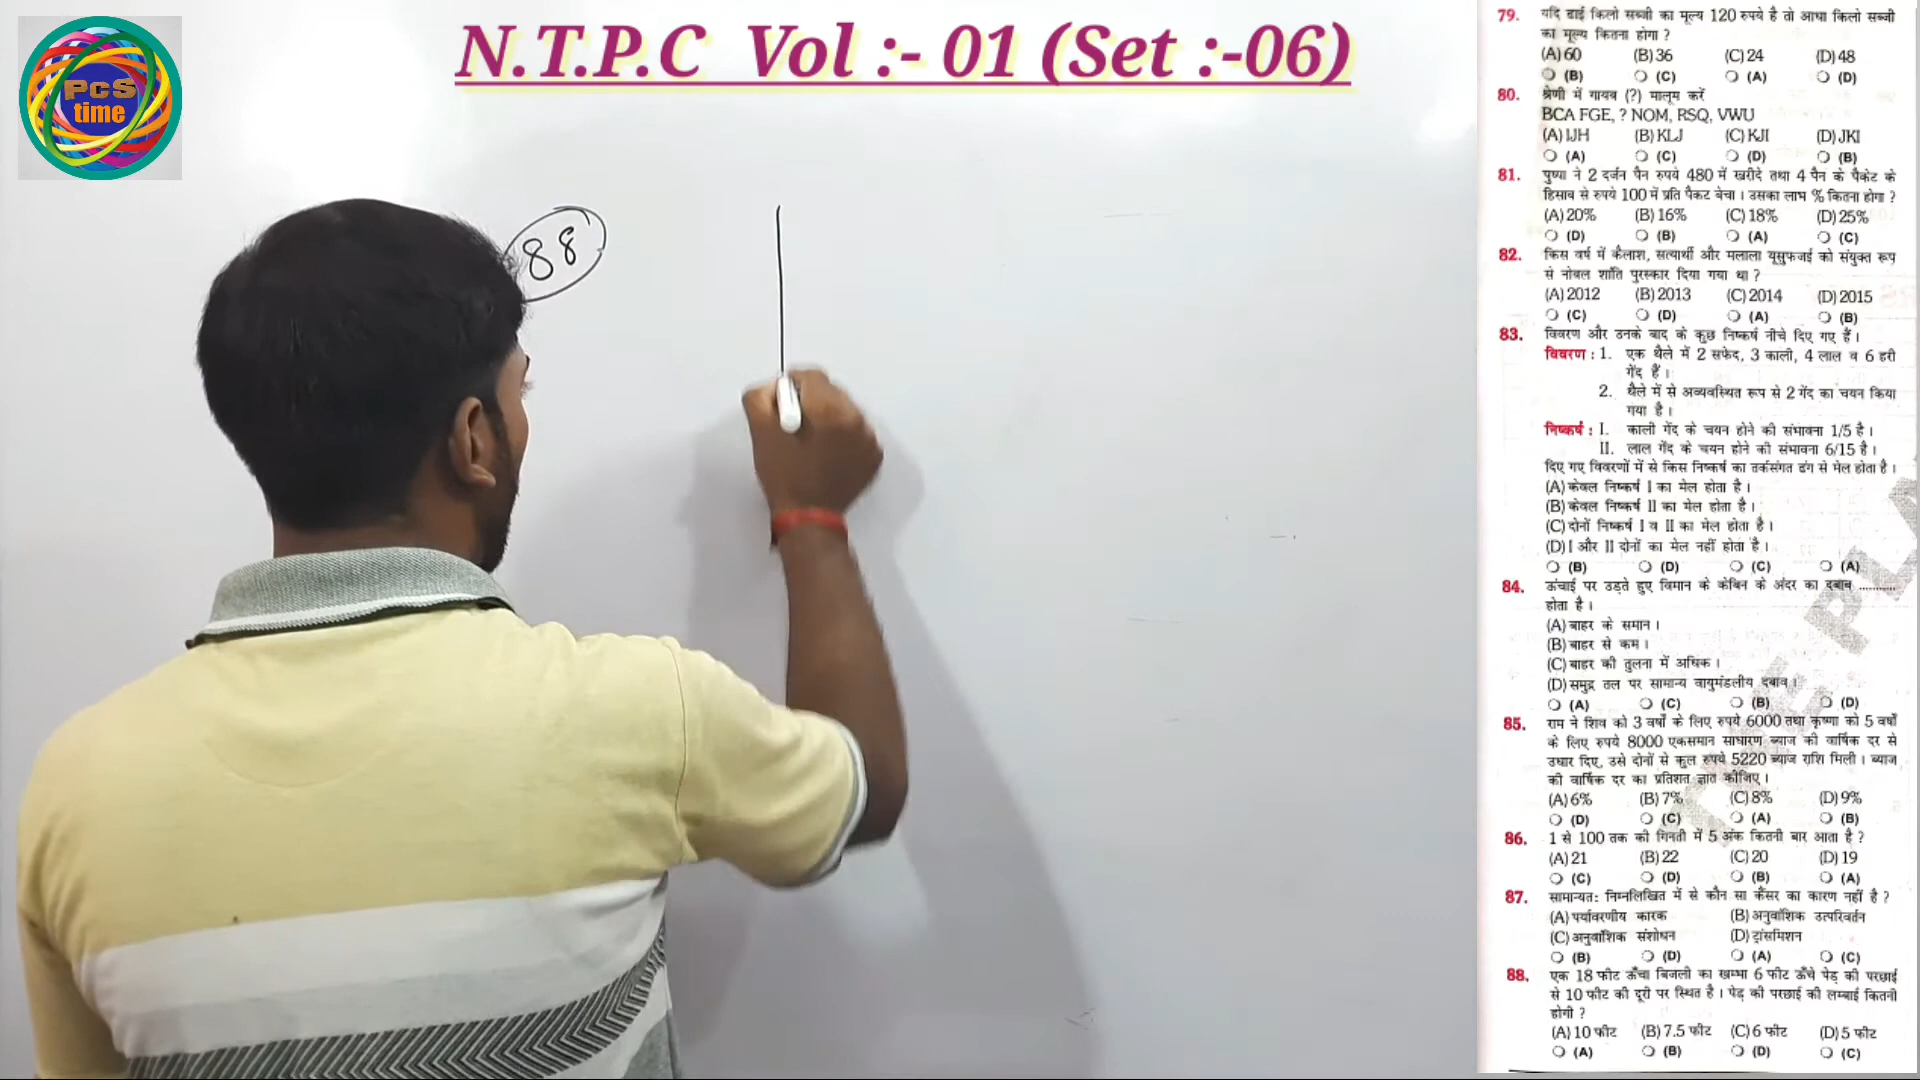 PCS
time
N.T.P.C Vol :- 01 (Set :-06)
88
79. यदि ढाई किलो सब्जी का मूल्य 120 रुपये है तो आधा किलो सब्जी
का मूल्य कितना होगा ?
(A) 60 (B) 36 (C) 24 (D) 48
(B) (C) (A) (D)
80. श्रेणी में गायब (?) मालूम करें
BCA FGE, ? NOM, RSQ, VWU
(A) IJH (B) KLJ (C) KJI (D) JKI
(A) (C) (D) (B)
81. पुष्पा ने 2 दर्जन पैन रुपये 480 में खरीदे तथा 4 पैन के पैकेट के
हिसाब से रुपये 100 में प्रति पैकट बेचा । उसका लाभ % कितना होगा ?
(A) 20% (B) 16% (C) 18% (D) 25%
(D) (B) (A) (C)
82. किस वर्ष में कैलाश, सत्यार्थी और मलाला यूसुफजई को संयुक्त रूप
से नोबल शांति पुरस्कार दिया गया था ?
(A) 2012 (B) 2013 (C) 2014 (D) 2015
(C) (D) (A) (B)
83. विवरण और उनके बाद के कुछ निष्कर्ष नीचे दिए गए हैं ।
विवरण : 1. एक थैले में 2 सफेद, 3 काली, 4 लाल व 6 हरी
गेंद हैं ।
2. थैले में से अव्यवस्थित रूप से 2 गेंद का चयन किया
गया है ।
निष्कर्ष : I. काली गेंद के चयन होने की संभावना 1/5 है ।
II. लाल गेंद के चयन होने की संभावना 6/15 है ।
दिए गए विवरणों में से किस निष्कर्ष का तर्कसंगत ढंग से मेल होता है ।
(A) केवल निष्कर्ष I का मेल होता है ।
(B) केवल निष्कर्ष II का मेल होता है ।
(C) दोनों निष्कर्ष I व II का मेल होता है ।
(D) I और II दोनों का मेल नहीं होता है ।
(B) (D) (C) (A)
84. ऊंचाई पर उड़ते हुए विमान के केबिन के अंदर का दबाव ...........
होता है ।
(A) बाहर के समान ।
(B) बाहर से कम ।
(C) बाहर की तुलना में अधिक ।
(D) समुद्र तल पर सामान्य वायुमंडलीय दबाव ।
(A) (C) (B) (D)
85. राम ने शिव को 3 वर्षों के लिए रुपये 6000 तथा कृष्णा को 5 वर्षों
के लिए रुपये 8000 एकसमान साधारण ब्याज की वार्षिक दर से
उधार दिए, उसे दोनों से कुल रुपये 5220 ब्याज राशि मिली । ब्याज
की वार्षिक दर का प्रतिशत ज्ञात कीजिए ।
(A) 6% (B) 7% (C) 8% (D) 9%
(D) (C) (A) (B)
86. 1 से 100 तक की गिनती में 5 अंक कितनी बार आता है ?
(A) 21 (B) 22 (C) 20 (D) 19
(C) (D) (B) (A)
87. सामान्यत: निम्नलिखित में से कौन सा कैंसर का कारण नहीं है ?
(A) पर्यावरणीय कारक (B) अनुवांशिक उत्परिवर्तन
(C) अनुवांशिक संशोधन (D) ट्रांसमिशन
(B) (D) (A) (C)
88. एक 18 फीट ऊँचा बिजली का खम्भा 6 फीट ऊँचे पेड़ की परछाई
से 10 फीट की दूरी पर स्थित है । पेड़ की परछाई की लम्बाई कितनी
होगी ?
(A) 10 फीट (B) 7.5 फीट (C) 6 फीट (D) 5 फीट
(A) (B) (D) (C)